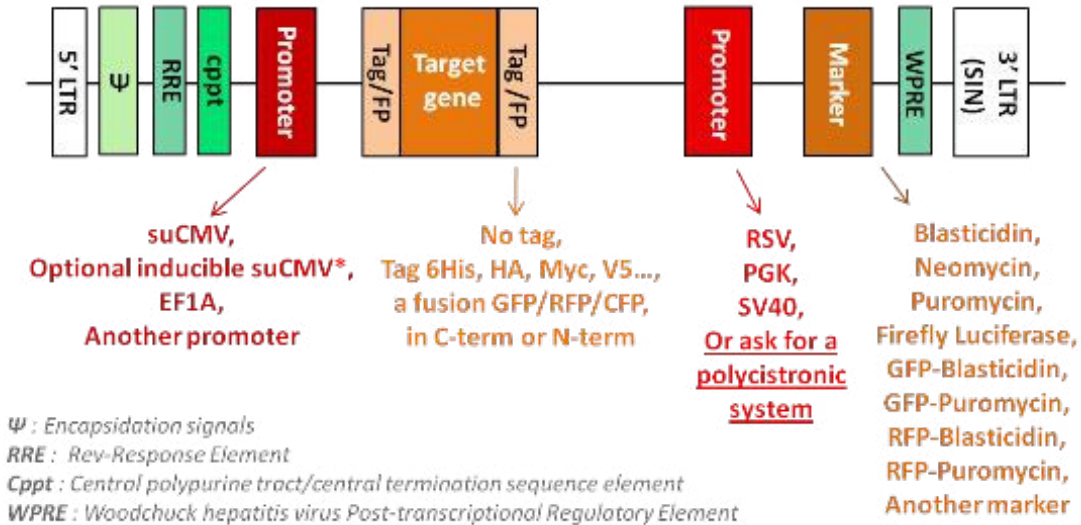 5' LTR
Ψ
RRE
cppt
Promoter
Tag/FP
Target
gene
Tag /FP
Promoter
Marker
WPRE
3' LTR
(SIN)
suCMV,
Optional inducible suCMV*,
EF1A,
Another promoter
No tag,
Tag 6His, HA, Myc, V5...,
a fusion GFP/RFP/CFP,
in C-term or N-term
RSV,
PGK,
SV40,
Or ask for a
polycistronic
system
Blasticidin,
Neomycin,
Puromycin,
Firefly Luciferase,
GFP-Blasticidin,
GFP-Puromycin,
RFP-Blasticidin,
RFP-Puromycin,
Another marker
Ψ : Encapsidation signals
RRE : Rev-Response Element
Cppt : Central polypurine tract/central termination sequence element
WPRE : Woodchuck hepatitis virus Post-transcriptional Regulatory Element